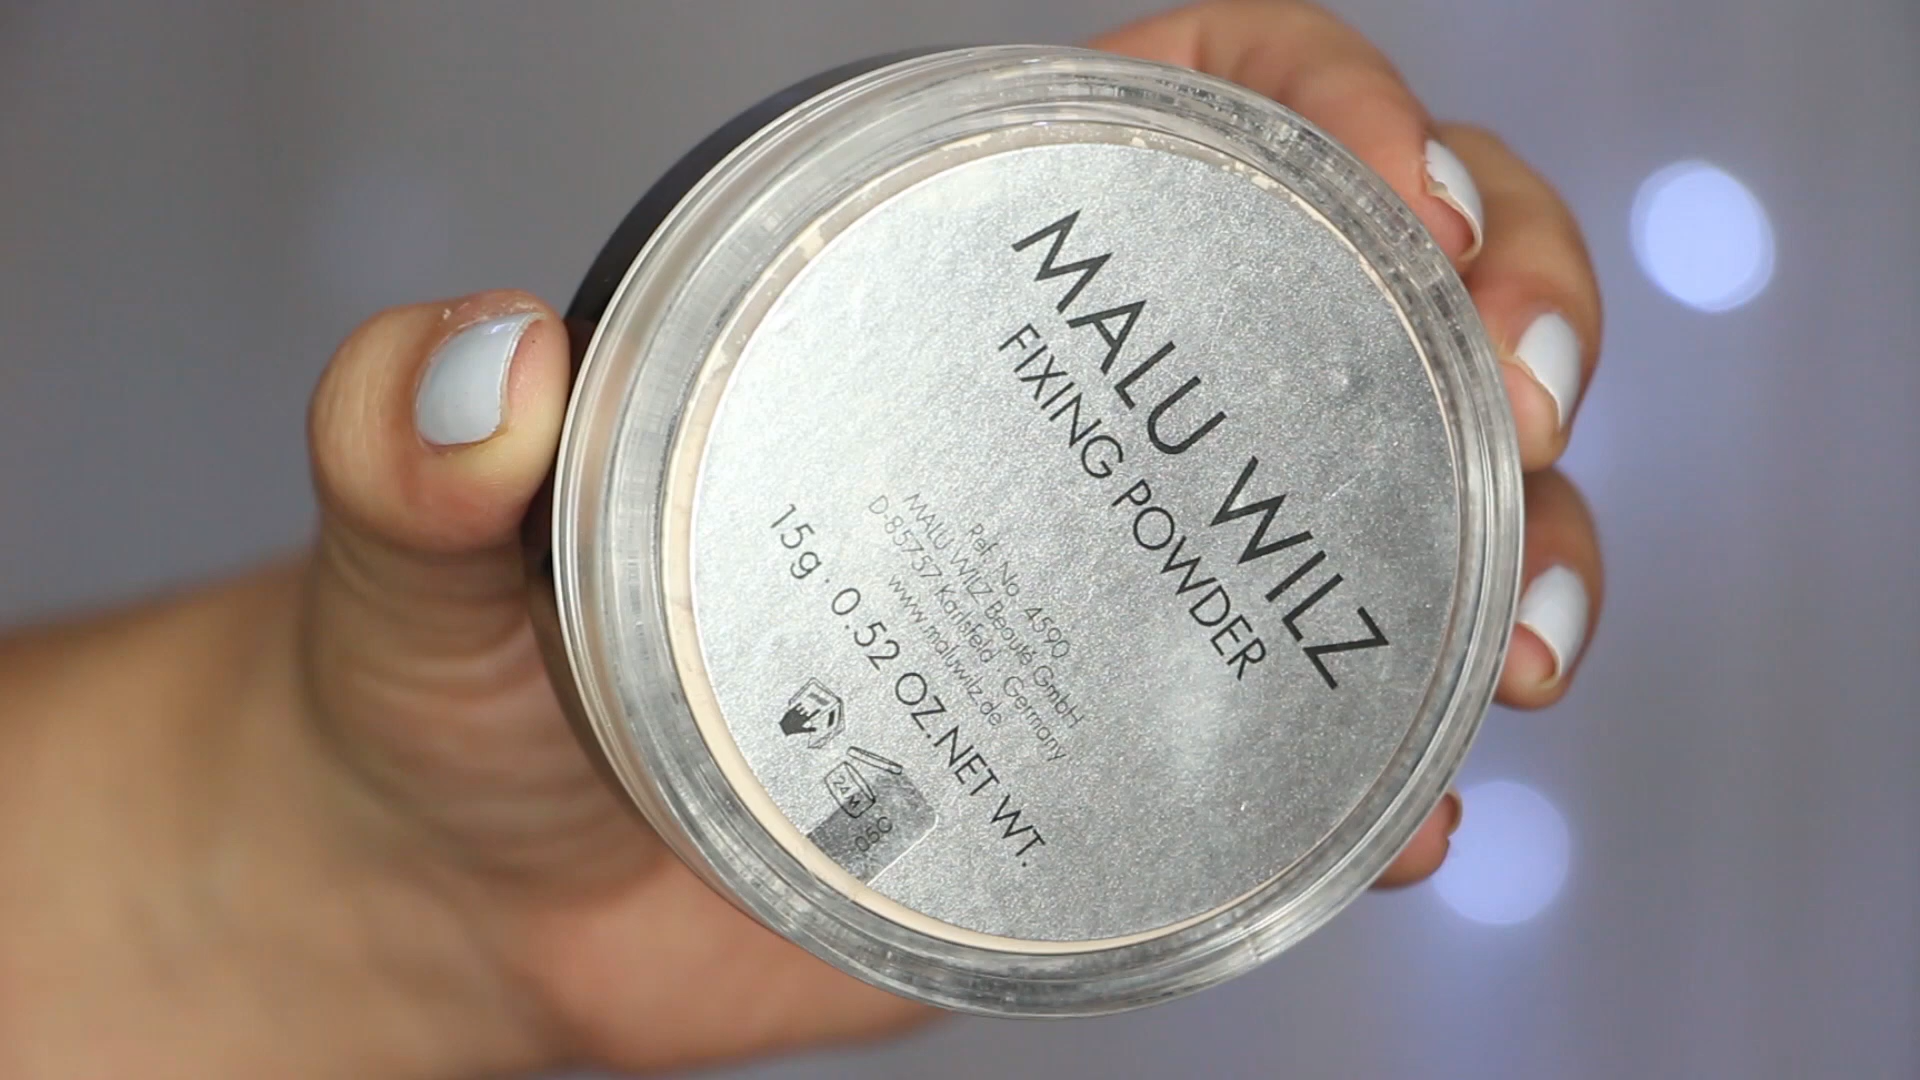 MALU WILZ
FIXING POWDER
Ref. No. 4590
MALU WILZ Beauté GmbH
D-85757 Karlsfeld · Germany
www.maluwilz.de
15g · 0.52 OZ.NET WT.
24M